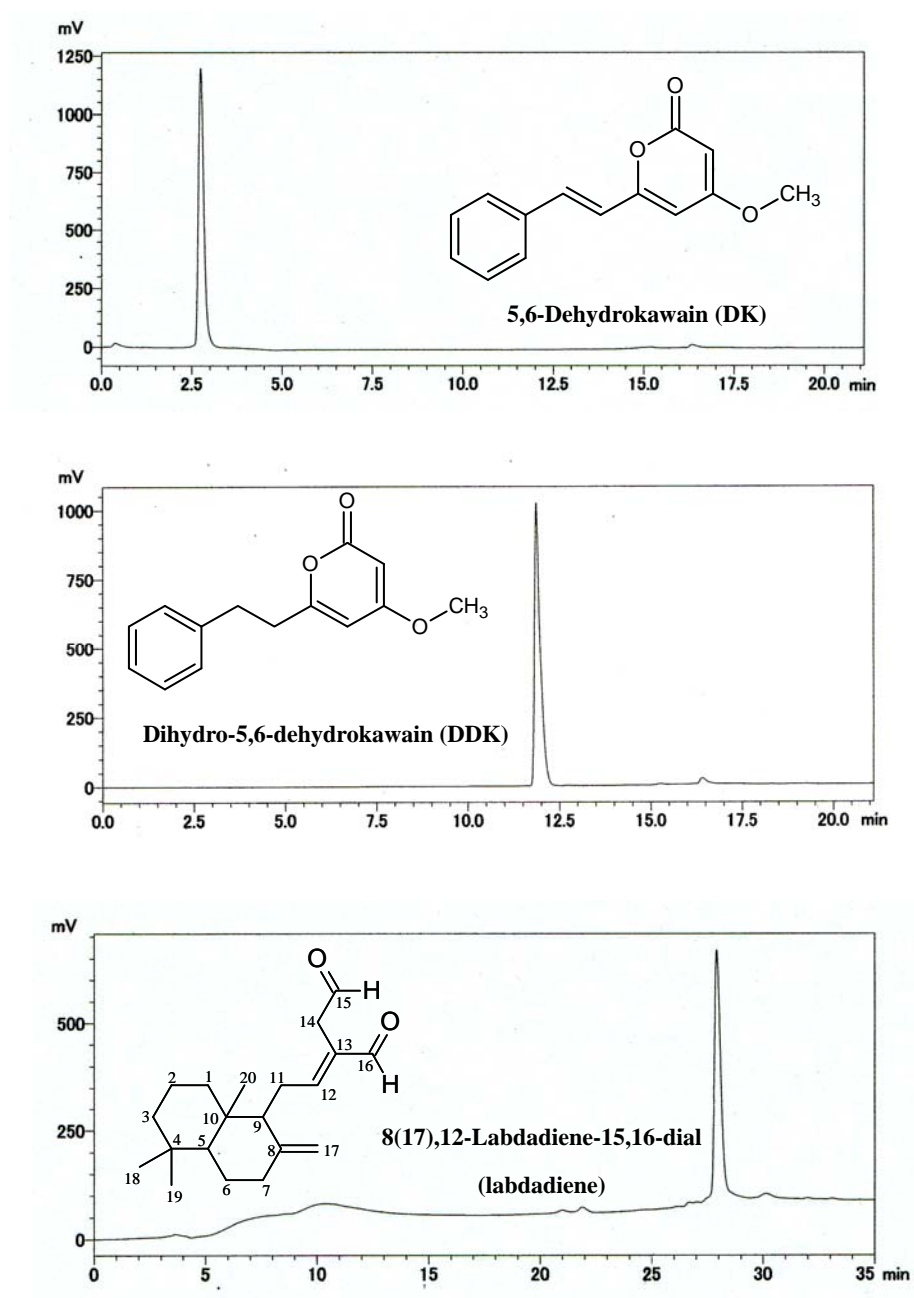 mV
1250
1000
750
500
250
0
0.0 2.5 5.0 7.5 10.0 12.5 15.0 17.5 20.0 min
O
O
O
CH3
5,6-Dehydrokawain (DK)
mV
1000
750
500
250
0
0.0 2.5 5.0 7.5 10.0 12.5 15.0 17.5 20.0 min
O
O
O
CH3
Dihydro-5,6-dehydrokawain (DDK)
mV
500
250
0
0 5 10 15 20 25 30 35 min
O
15 H
14 O
13
16
H
2 1 20 11
12
3 10 9
4 5 8 17
18 6 7
19
8(17),12-Labdadiene-15,16-dial
(labdadiene)